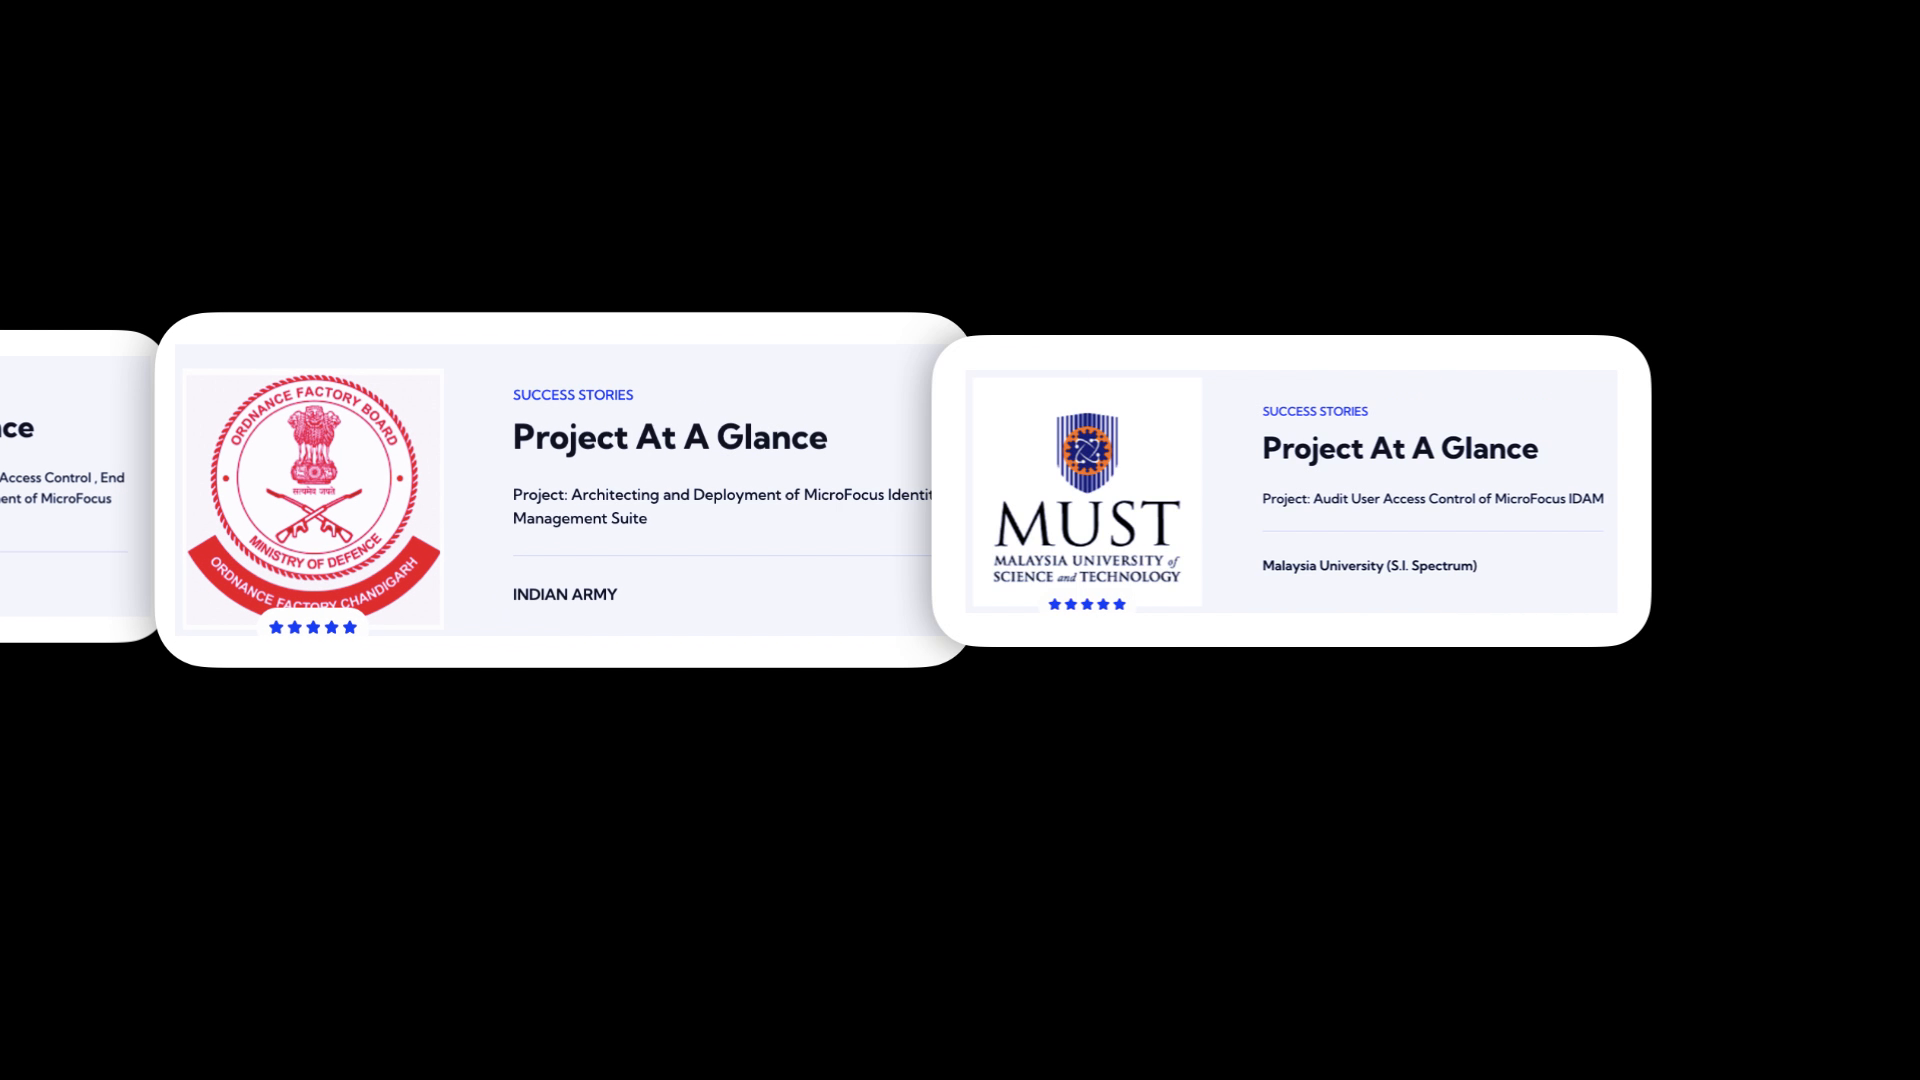 ce
Access Control , End
ent of MicroFocus
ORDNANCE FACTORY BOARD
सत्यमेव जयते
MINISTRY OF DEFENCE
ORDNANCE FACTORY CHANDIGARH
SUCCESS STORIES
Project At A Glance
Project: Architecting and Deployment of MicroFocus Identit
Management Suite
INDIAN ARMY
MUST
MALAYSIA UNIVERSITY of
SCIENCE and TECHNOLOGY
SUCCESS STORIES
Project At A Glance
Project: Audit User Access Control of MicroFocus IDAM
Malaysia University (S.I. Spectrum)